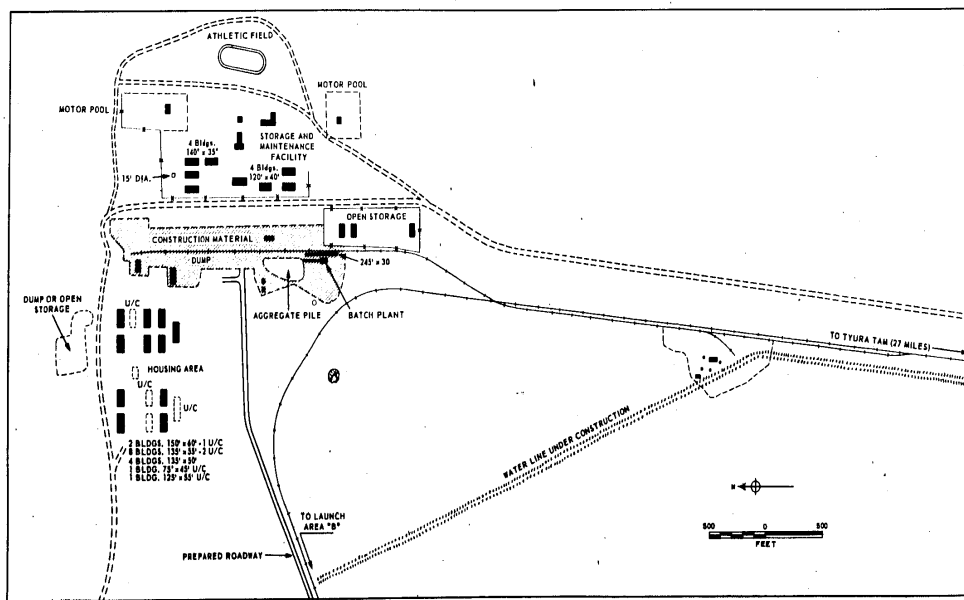 ATHLETIC FIELD
MOTOR POOL
MOTOR POOL
STORAGE AND
MAINTENANCE
FACILITY
4 Bldgs.
140' x 35'
4 Bldgs.
120' x 40'
15' DIA.
OPEN STORAGE
CONSTRUCTION MATERIAL
DUMP
245' x 30
AGGREGATE PILE
BATCH PLANT
DUMP OR OPEN
STORAGE
U/C
HOUSING AREA
U/C
U/C
2 BLDGS. 150' x 60' - 1 U/C
8 BLDGS. 135' x 55' - 2 U/C
4 BLDGS. 135' x 50'
1 BLDG. 75' x 45' U/C
1 BLDG. 125' x 55' U/C
TO TYURA TAM (27 MILES)
WATER LINE UNDER CONSTRUCTION
TO LAUNCH
AREA "B"
PREPARED ROADWAY
N
500 0 500
FEET